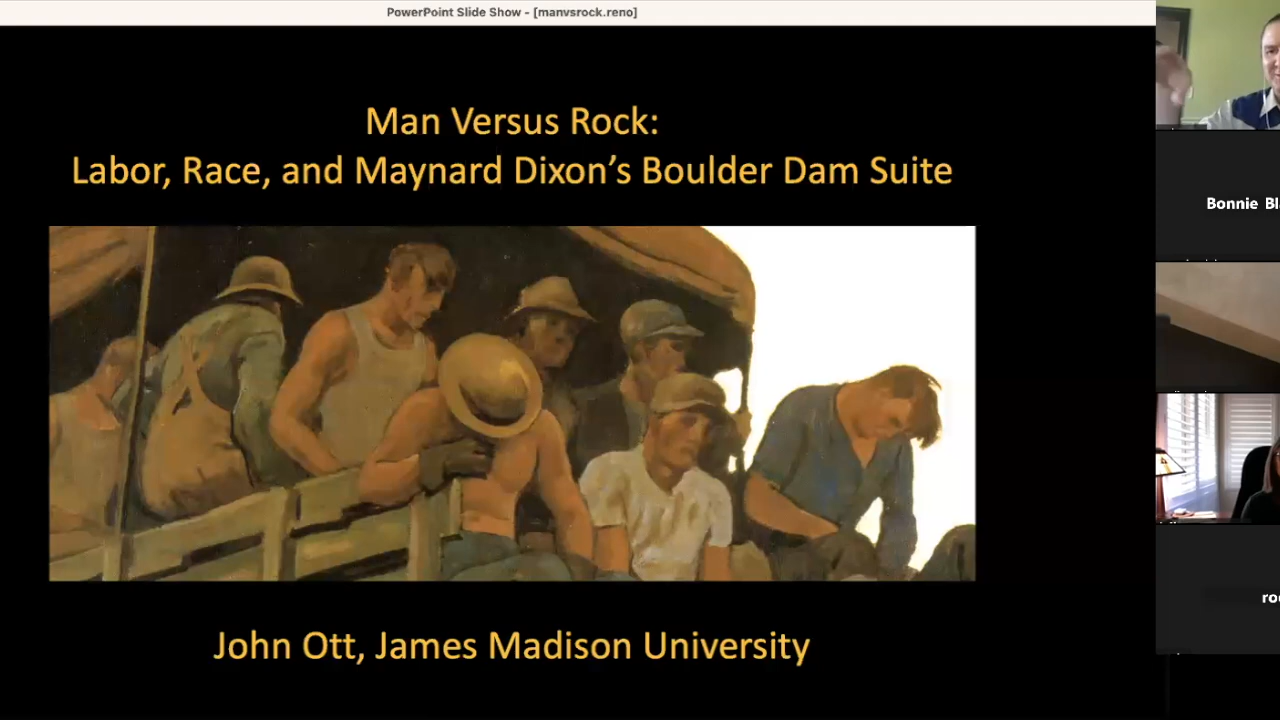 PowerPoint Slide Show - [manvsrock.reno]
Man Versus Rock:
Labor, Race, and Maynard Dixon’s Boulder Dam Suite
Bonnie
John Ott, James Madison University